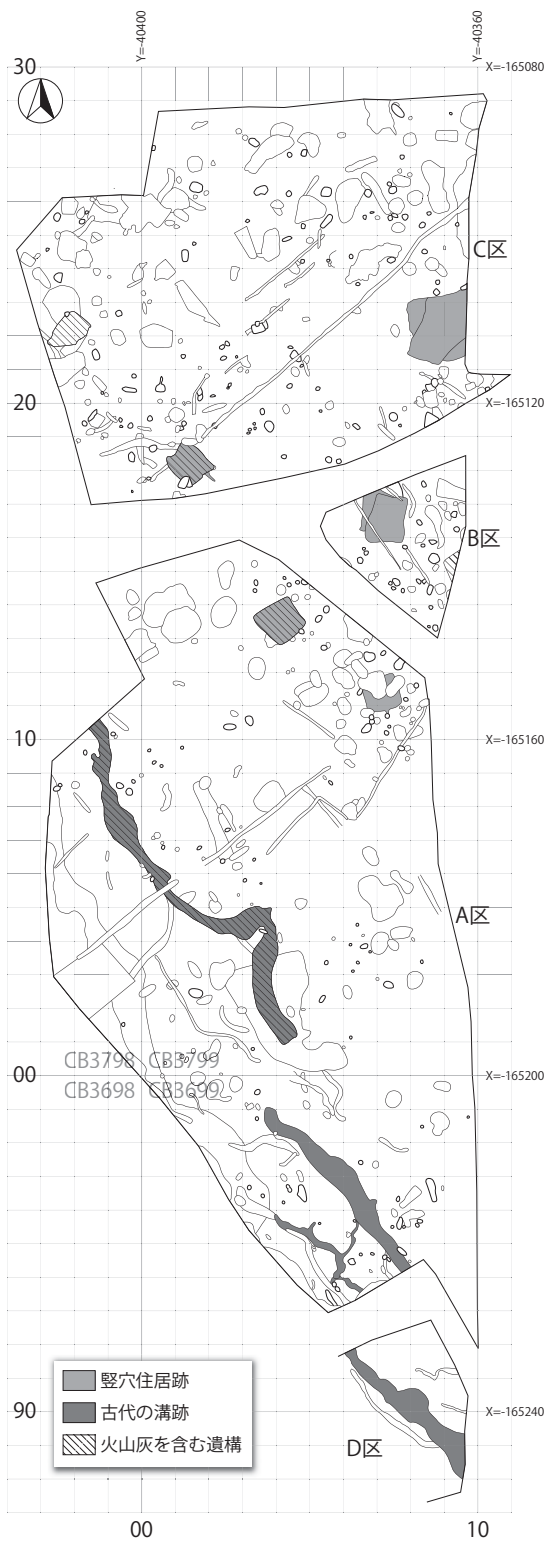 Y=-40400
Y=-40360
30
X=-165080
C区
20
X=-165120
B区
10
X=-165160
A区
CB3798 CB3799
00
X=-165200
CB3698 CB3699
竪穴住居跡
古代の溝跡
火山灰を含む遺構
90
X=-165240
D区
00
10